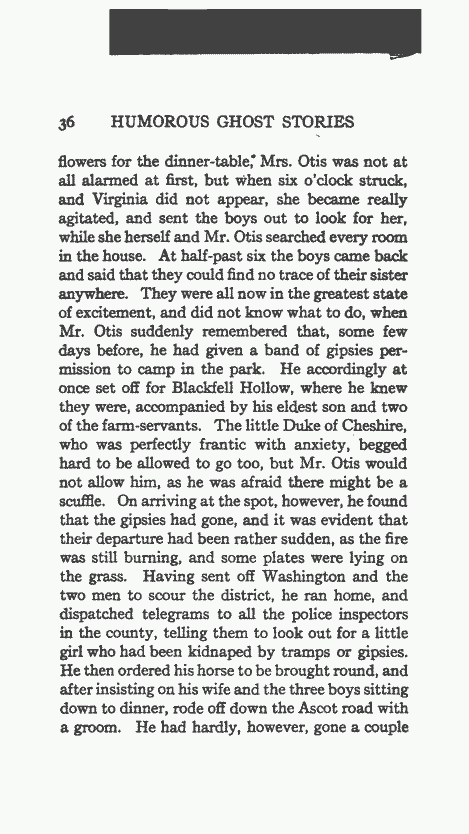 36 HUMOROUS GHOST STORIES
flowers for the dinner-table, Mrs. Otis was not at
all alarmed at first, but when six o'clock struck,
and Virginia did not appear, she became really
agitated, and sent the boys out to look for her,
while she herself and Mr. Otis searched every room
in the house. At half-past six the boys came back
and said that they could find no trace of their sister
anywhere. They were all now in the greatest state
of excitement, and did not know what to do, when
Mr. Otis suddenly remembered that, some few
days before, he had given a band of gipsies per-
mission to camp in the park. He accordingly at
once set off for Blackfell Hollow, where he knew
they were, accompanied by his eldest son and two
of the farm-servants. The little Duke of Cheshire,
who was perfectly frantic with anxiety, begged
hard to be allowed to go too, but Mr. Otis would
not allow him, as he was afraid there might be a
scuffle. On arriving at the spot, however, he found
that the gipsies had gone, and it was evident that
their departure had been rather sudden, as the fire
was still burning, and some plates were lying on
the grass. Having sent off Washington and the
two men to scour the district, he ran home, and
dispatched telegrams to all the police inspectors
in the county, telling them to look out for a little
girl who had been kidnaped by tramps or gipsies.
He then ordered his horse to be brought round, and
after insisting on his wife and the three boys sitting
down to dinner, rode off down the Ascot road with
a groom. He had hardly, however, gone a couple